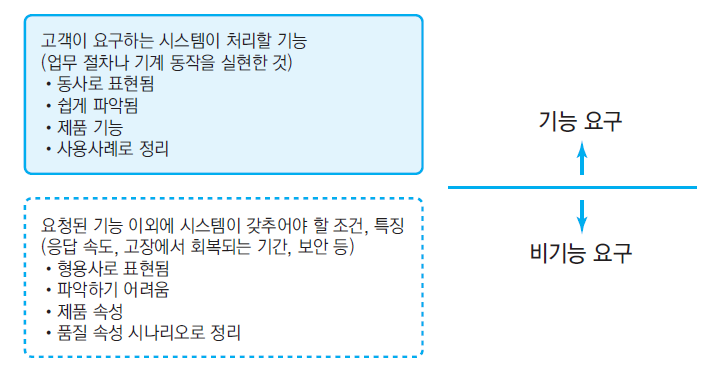 고객이 요구하는 시스템이 처리할 기능
(업무 절차나 기계 동작을 실현한 것)
• 동사로 표현됨
• 쉽게 파악됨
• 제품 기능
• 사용사례로 정리
기능 요구
요청된 기능 이외에 시스템이 갖추어야 할 조건, 특징
(응답 속도, 고장에서 회복되는 기간, 보안 등)
• 형용사로 표현됨
• 파악하기 어려움
• 제품 속성
• 품질 속성 시나리오로 정리
비기능 요구